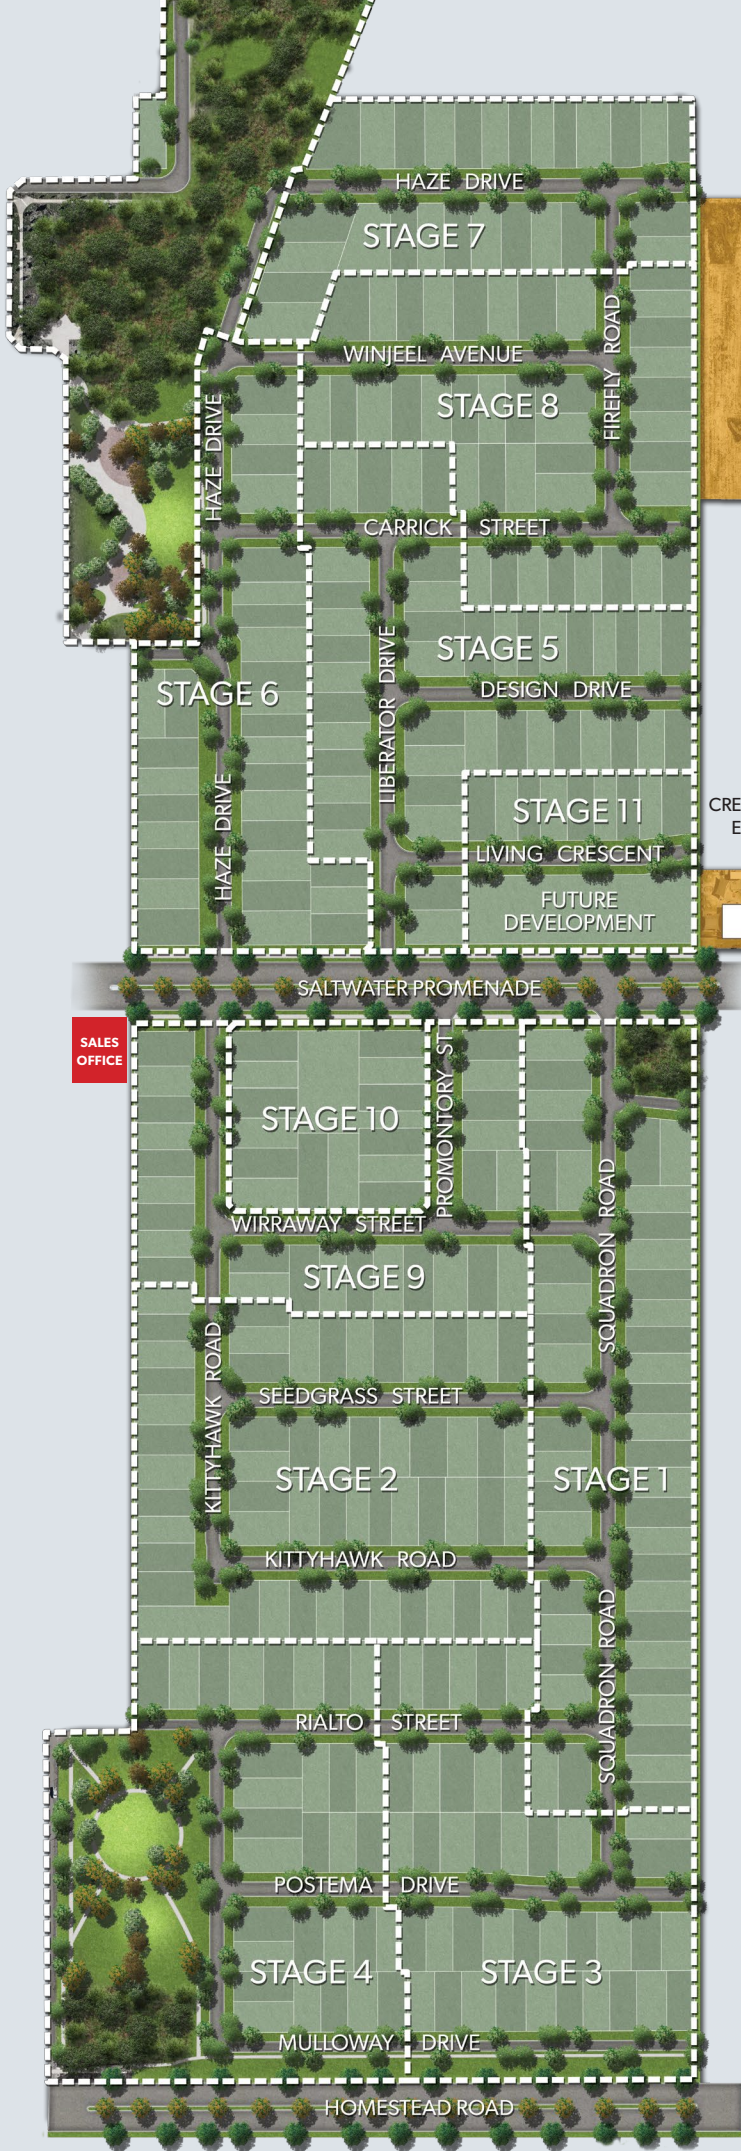 HAZE DRIVE
STAGE 7
FIREFLY ROAD
WINJEEL AVENUE
STAGE 8
HAZE DRIVE
CARRICK STREET
LIBERATOR DRIVE
STAGE 5
STAGE 6
DESIGN DRIVE
HAZE DRIVE
STAGE 11
CRE
E
LIVING CRESCENT
FUTURE
DEVELOPMENT
SALTWATER PROMENADE
SALES
OFFICE
PROMONTORY ST
STAGE 10
SQUADRON ROAD
WIRRAWAY STREET
STAGE 9
KITTYHAWK ROAD
SEEDGRASS STREET
STAGE 2
STAGE 1
KITTYHAWK ROAD
SQUADRON ROAD
RIALTO STREET
POSTEMA DRIVE
STAGE 4
STAGE 3
MULLOWAY DRIVE
HOMESTEAD ROAD